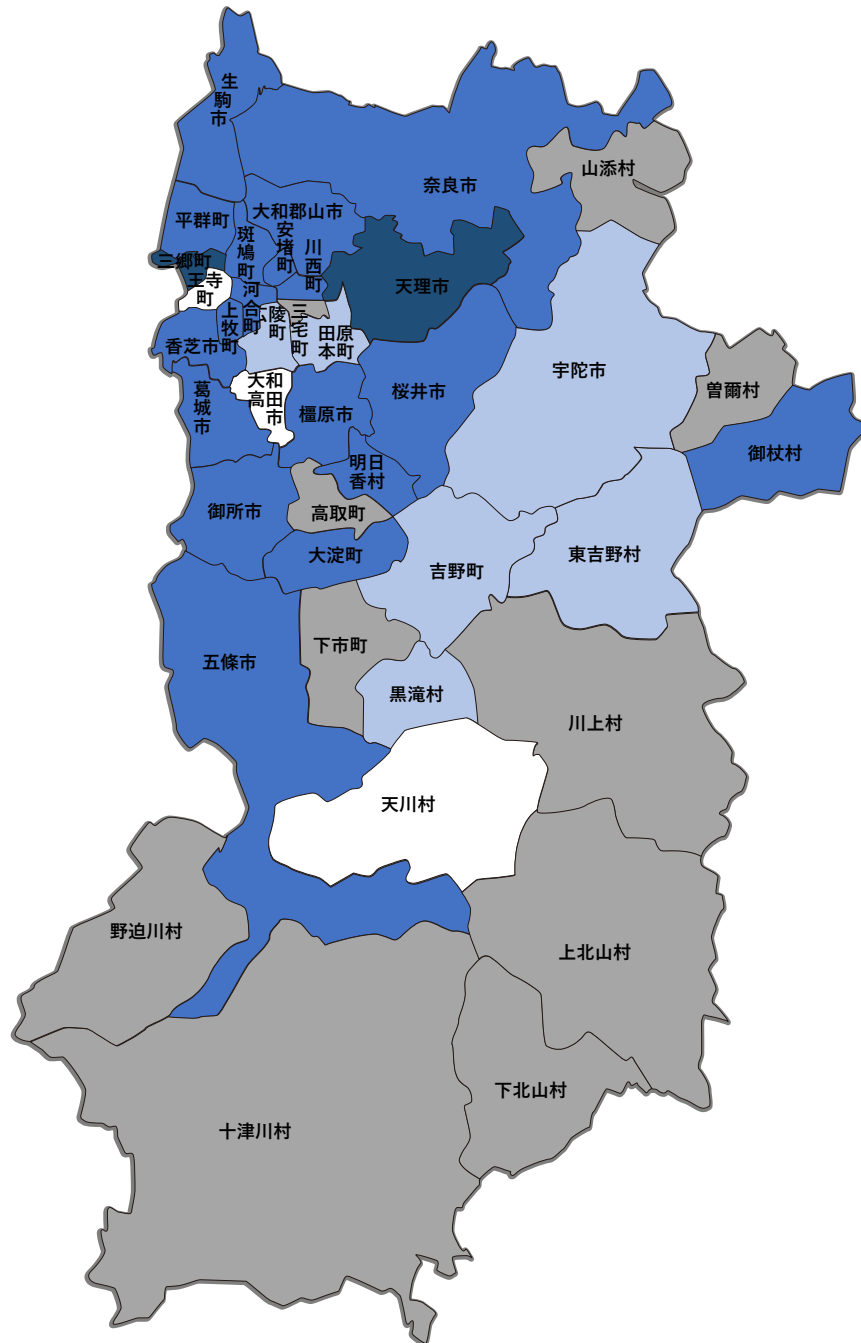 生駒市
奈良市
山添村
平群町
大和郡山市
斑鳩町
安堵町
川西町
三郷町
王寺町
天理市
河合町
上牧町
広陵町
三宅町
田原本町
香芝市
葛城市
大和高田市
橿原市
桜井市
宇陀市
曽爾村
御杖村
明日香村
御所市
高取町
大淀町
吉野町
東吉野村
五條市
下市町
黒滝村
川上村
天川村
野迫川村
上北山村
下北山村
十津川村